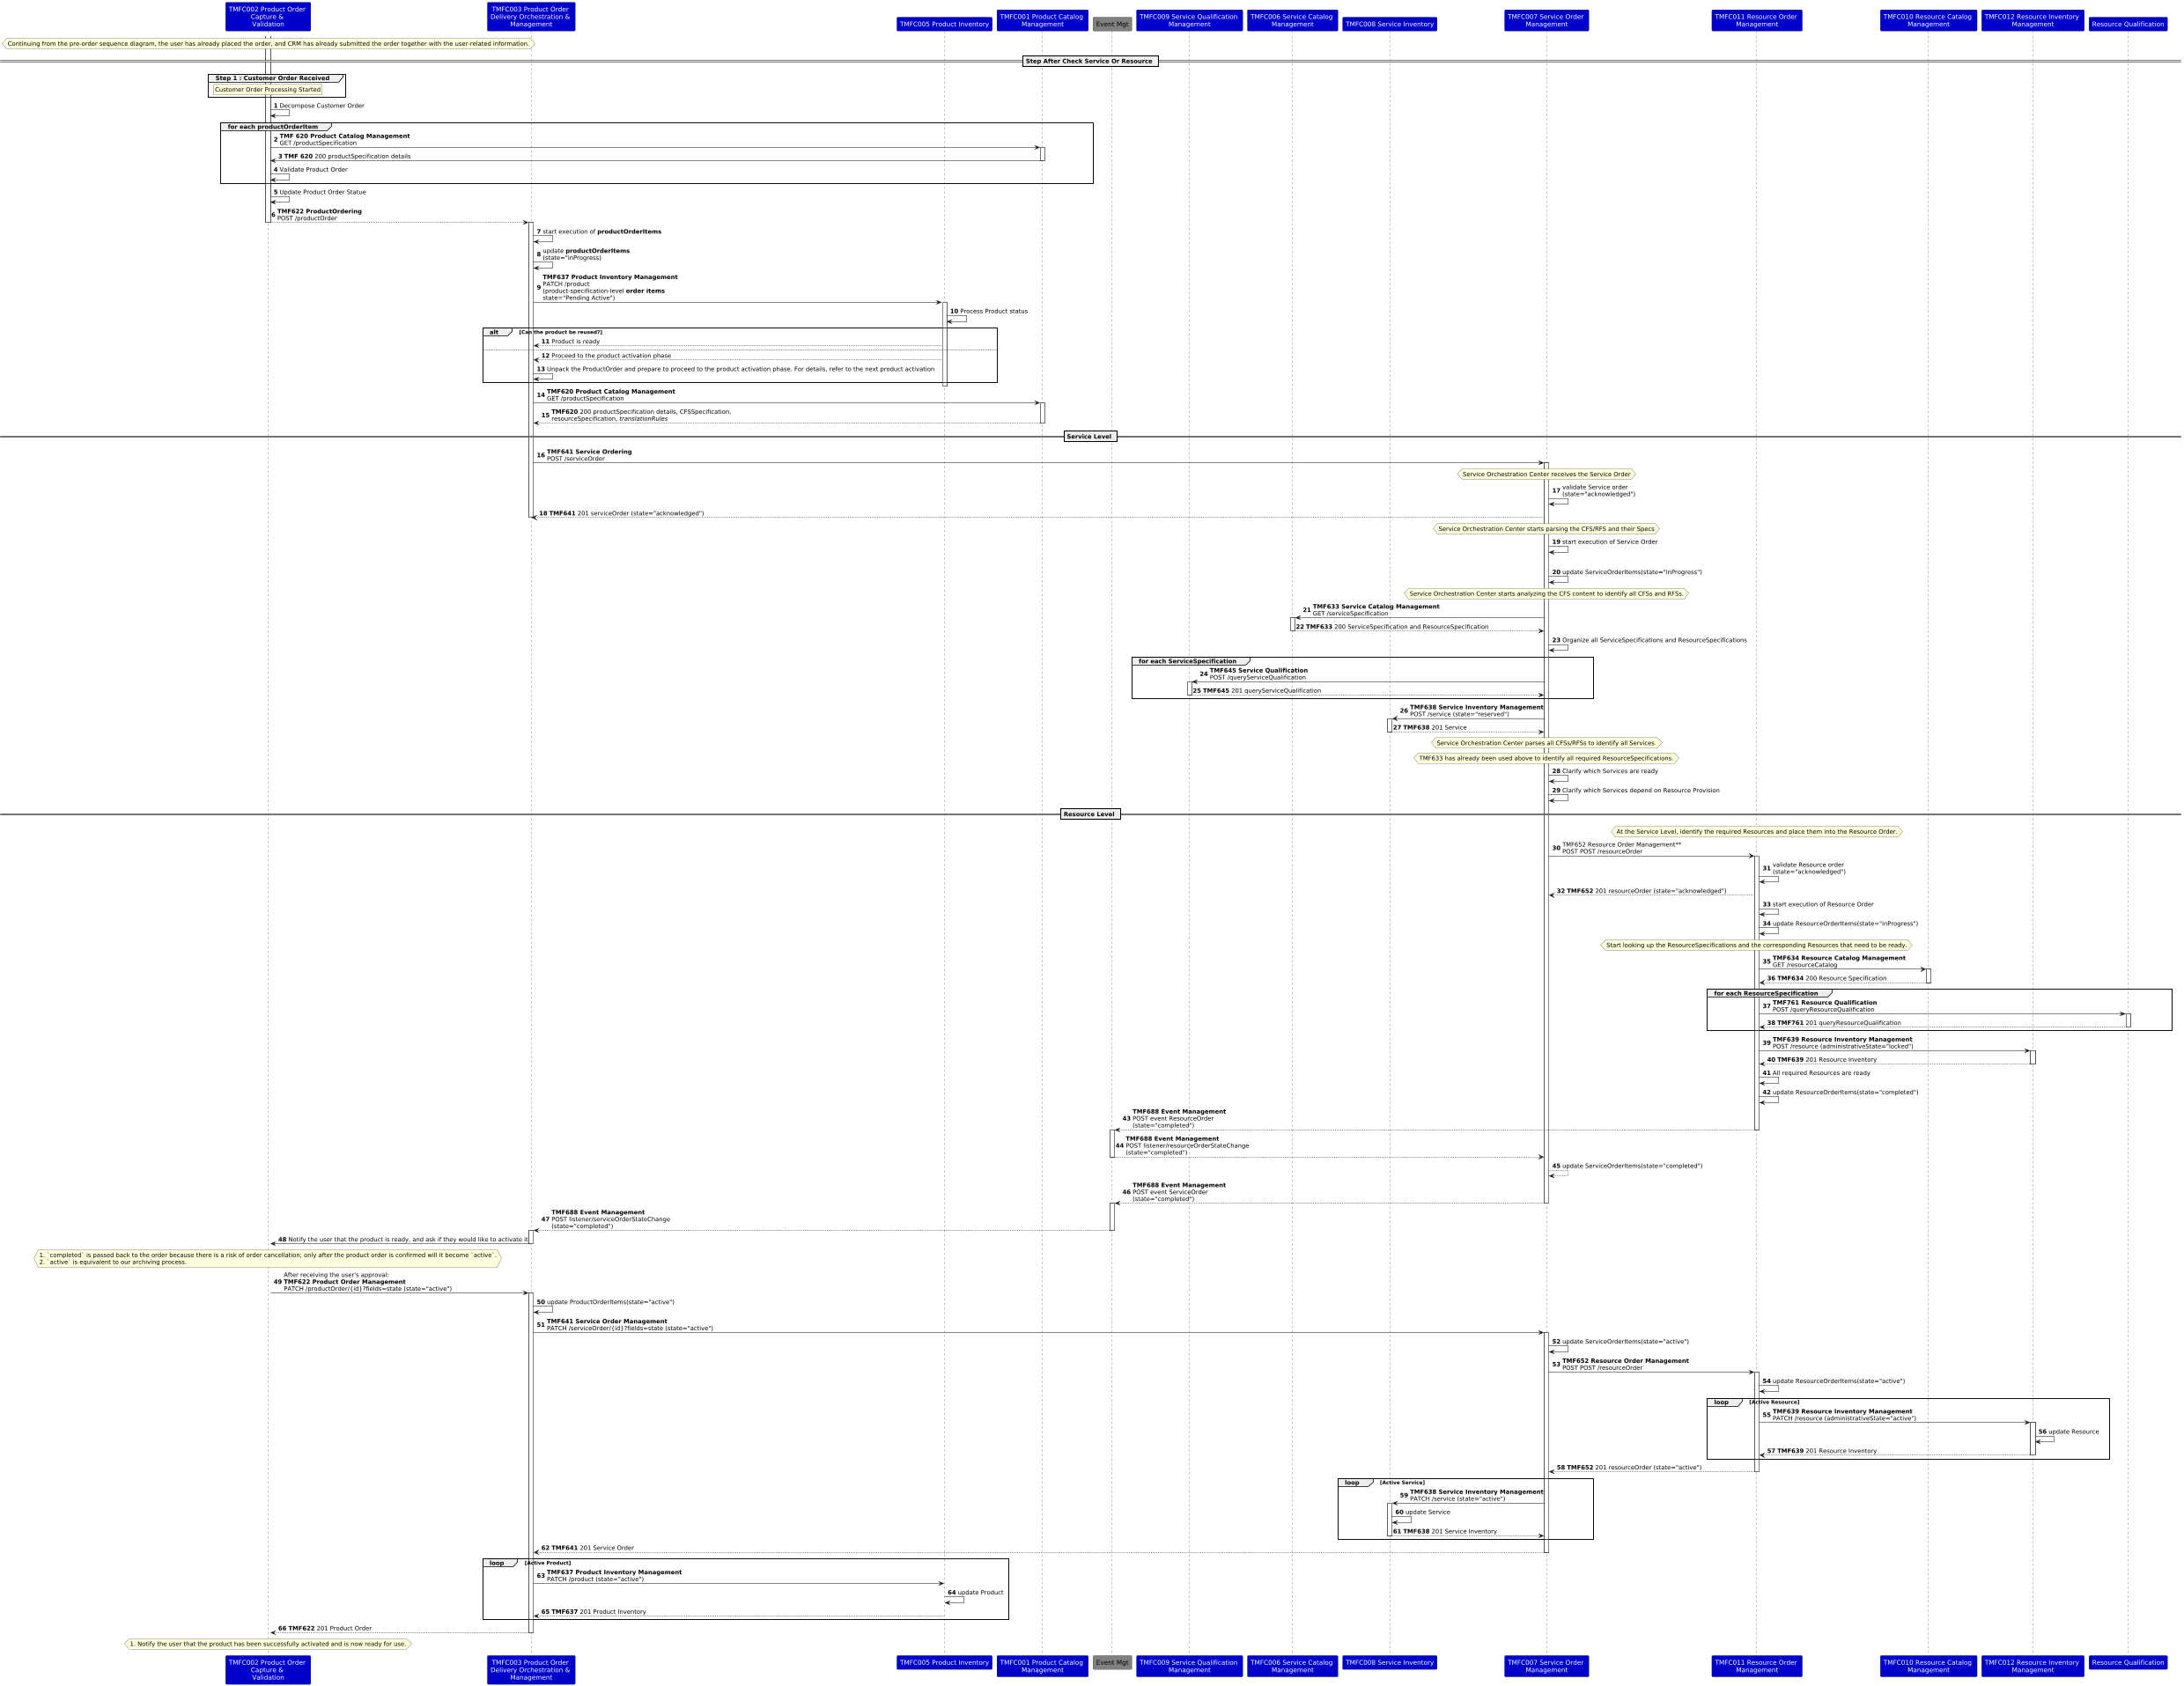 TMFC002 Product Order
Capture &
Validation
TMFC003 Product Order
Delivery Orchestration &
Management
TMFC005 Product Inventory
TMFC001 Product Catalog
Management
Event Mgt
TMFC009 Service Qualification
Management
TMFC006 Service Catalog
Management
TMFC008 Service Inventory
TMFC007 Service Order
Management
TMFC011 Resource Order
Management
TMFC010 Resource Catalog
Management
TMFC012 Resource Inventory
Management
Resource Qualification
Continuing from the pre-order sequence diagram, the user has already placed the order, and CRM has already submitted the order together with the user-related information.
Step After Check Service Or Resource
Step 1 : Customer Order Received
Customer Order Processing Started
1 Decompose Customer Order
for each productOrderItem
2 TMF 620 Product Catalog Management
GET /productSpecification
3 TMF 620 200 productSpecification details
4 Validate Product Order
5 Update Product Order Statue
6 TMF622 ProductOrdering
POST /productOrder
7 start execution of productOrderItems
8 update productOrderItems
(state="inProgress)
9 TMF637 Product Inventory Management
PATCH /product
(product-specification-level order items
state="Pending Active")
10 Process Product status
alt [Can the product be reused?]
11 Product is ready
12 Proceed to the product activation phase
13 Unpack the ProductOrder and prepare to proceed to the product activation phase. For details, refer to the next product activation
14 TMF620 Product Catalog Management
GET /productSpecification
15 TMF620 200 productSpecification details, CFSSpecification,
resourceSpecification, translationRules
Service Level
16 TMF641 Service Ordering
POST /serviceOrder
Service Orchestration Center receives the Service Order
17 validate Service order
(state="acknowledged")
18 TMF641 201 serviceOrder (state="acknowledged")
Service Orchestration Center starts parsing the CFS/RFS and their Specs
19 start execution of Service Order
20 update ServiceOrderItems(state="inProgress")
Service Orchestration Center starts analyzing the CFS content to identify all CFSs and RFSs.
21 TMF633 Service Catalog Management
GET /serviceSpecification
22 TMF633 200 ServiceSpecification and ResourceSpecification
23 Organize all ServiceSpecifications and ResourceSpecifications
for each ServiceSpecification
24 TMF645 Service Qualification
POST /queryServiceQualification
25 TMF645 201 queryServiceQualification
26 TMF638 Service Inventory Management
POST /service (state="reserved")
27 TMF638 201 Service
Service Orchestration Center parses all CFSs/RFSs to identify all Services.
TMF633 has already been used above to identify all required ResourceSpecifications.
28 Clarify which Services are ready
29 Clarify which Services depend on Resource Provision
Resource Level
At the Service Level, identify the required Resources and place them into the Resource Order.
30 TMF652 Resource Order Management**
POST POST /resourceOrder
31 validate Resource order
(state="acknowledged")
32 TMF652 201 resourceOrder (state="acknowledged")
33 start execution of Resource Order
34 update ResourceOrderItems(state="inProgress")
Start looking up the ResourceSpecifications and the corresponding Resources that need to be ready.
35 TMF634 Resource Catalog Management
GET /resourceCatalog
36 TMF634 200 Resource Specification
for each ResourceSpecification
37 TMF761 Resource Qualification
POST /queryResourceQualification
38 TMF761 201 queryResourceQualification
39 TMF639 Resource Inventory Management
POST /resource (administrativeState="locked")
40 TMF639 201 Resource Inventory
41 All required Resources are ready
42 update ResourceOrderItems(state="completed")
43 TMF688 Event Management
POST event ResourceOrder
(state="completed")
44 TMF688 Event Management
POST listener/resourceOrderStateChange
(state="completed")
45 update ServiceOrderItems(state="completed")
46 TMF688 Event Management
POST event ServiceOrder
(state="completed")
47 TMF688 Event Management
POST listener/serviceOrderStateChange
(state="completed")
48 Notify the user that the product is ready, and ask if they would like to activate it
1. `completed` is passed back to the order because there is a risk of order cancellation; only after the product order is confirmed will it become `active`.
2. `active` is equivalent to our archiving process.
49 After receiving the user's approval:
TMF622 Product Order Management
PATCH /productOrder/{id}?fields=state (state="active")
50 update ProductOrderItems(state="active")
51 TMF641 Service Order Management
PATCH /serviceOrder/{id}?fields=state (state="active")
52 update ServiceOrderItems(state="active")
53 TMF652 Resource Order Management
POST POST /resourceOrder
54 update ResourceOrderItems(state="active")
loop [Active Resource]
55 TMF639 Resource Inventory Management
PATCH /resource (administrativeState="active")
56 update Resource
57 TMF639 201 Resource Inventory
58 TMF652 201 resourceOrder (state="active")
loop [Active Service]
59 TMF638 Service Inventory Management
PATCH /service (state="active")
60 update Service
61 TMF638 201 Service Inventory
62 TMF641 201 Service Order
loop [Active Product]
63 TMF637 Product Inventory Management
PATCH /product (state="active")
64 update Product
65 TMF637 201 Product Inventory
66 TMF622 201 Product Order
1. Notify the user that the product has been successfully activated and is now ready for use.
TMFC002 Product Order
Capture &
Validation
TMFC003 Product Order
Delivery Orchestration &
Management
TMFC005 Product Inventory
TMFC001 Product Catalog
Management
Event Mgt
TMFC009 Service Qualification
Management
TMFC006 Service Catalog
Management
TMFC008 Service Inventory
TMFC007 Service Order
Management
TMFC011 Resource Order
Management
TMFC010 Resource Catalog
Management
TMFC012 Resource Inventory
Management
Resource Qualification